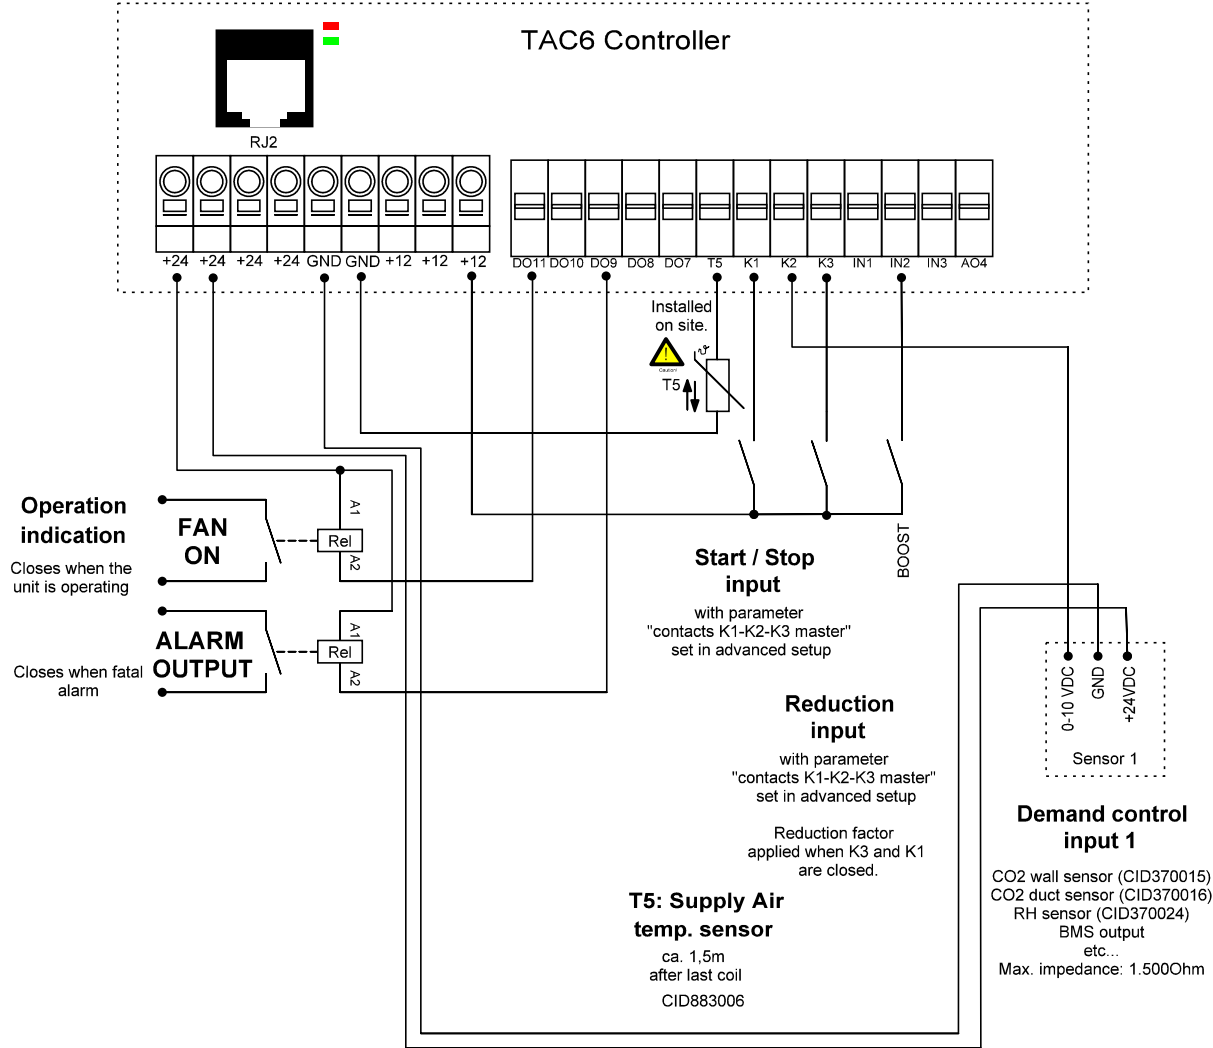 TAC6 Controller
RJ2
+24 +24 +24 +24 GND GND +12 +12 +12
DO11 DO10 DO9 DO8 DO7 T5 K1 K2 K3 IN1 IN2 IN3 AO4
Installed
on site.
ϑ
!
Caution!
T5
Operation
indication
Closes when the
unit is operating
FAN
ON
A1
Rel
A2
ALARM
OUTPUT
Closes when fatal
alarm
A1
Rel
A2
BOOST
Start / Stop
input
with parameter
"contacts K1-K2-K3 master"
set in advanced setup
Reduction
input
with parameter
"contacts K1-K2-K3 master"
set in advanced setup
Reduction factor
applied when K3 and K1
are closed.
T5: Supply Air
temp. sensor
ca. 1,5m
after last coil
CID883006
0-10 VDC
GND
+24VDC
Sensor 1
Demand control
input 1
CO2 wall sensor (CID370015)
CO2 duct sensor (CID370016)
RH sensor (CID370024)
BMS output
etc...
Max. impedance: 1.500Ohm